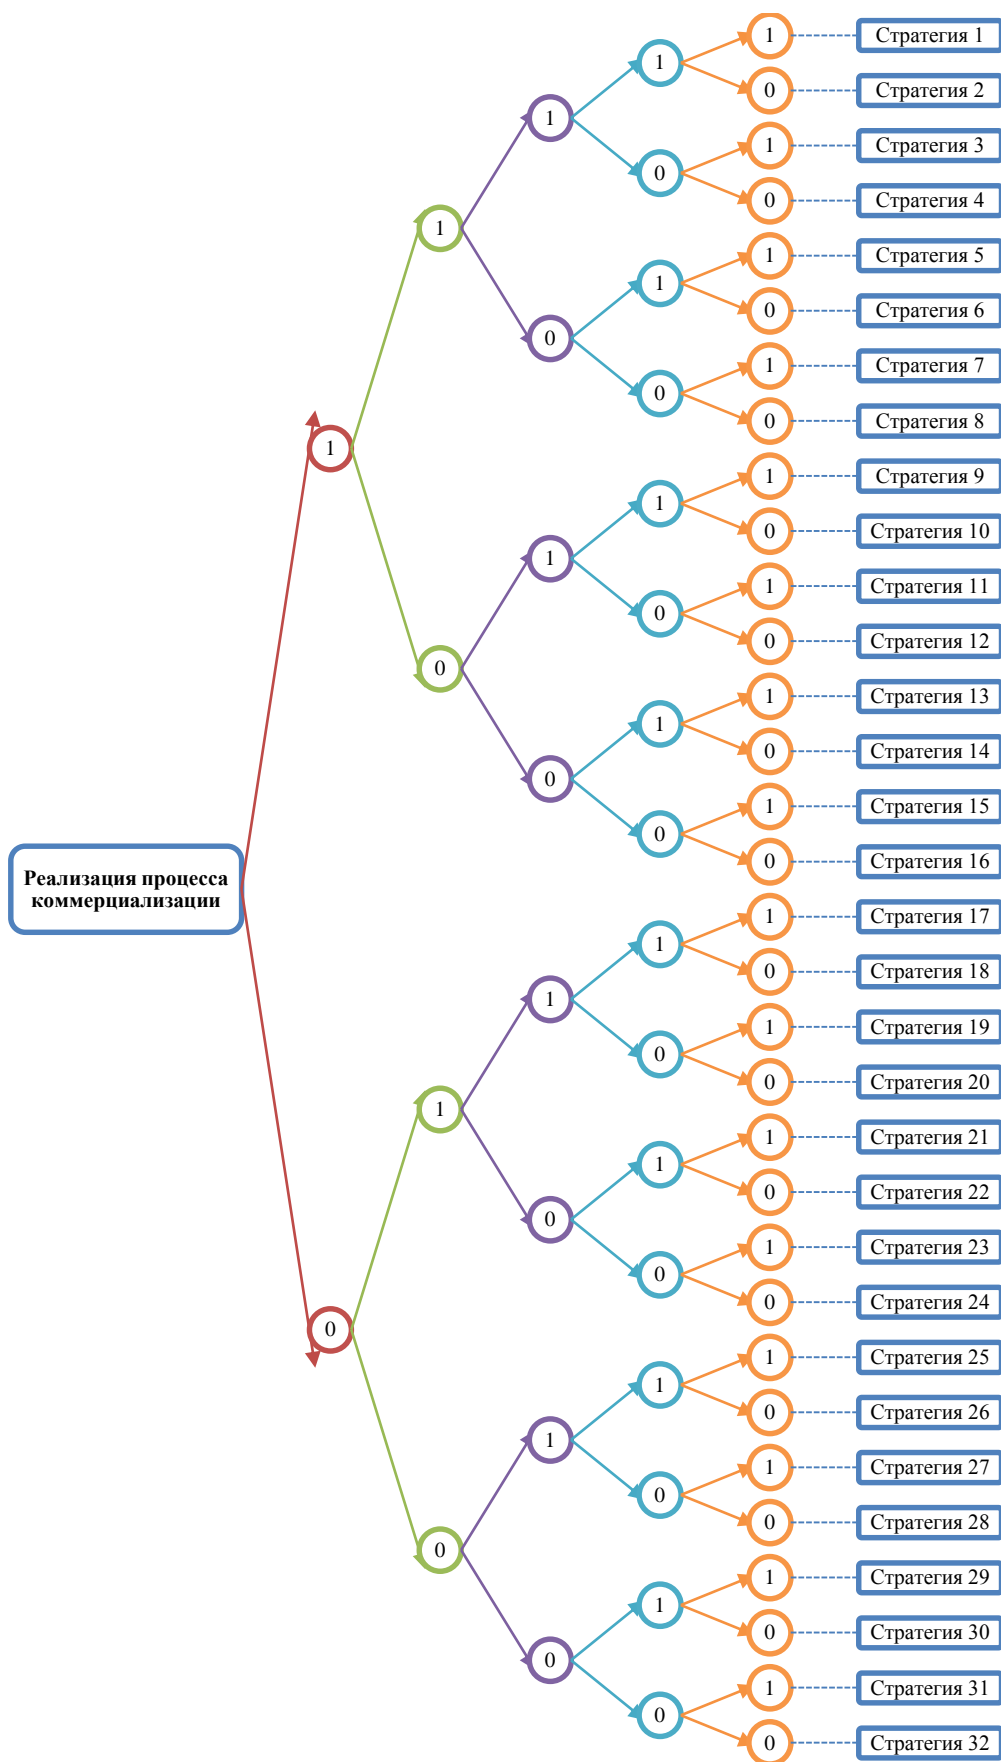 1 Стратегия 1
1
0 Стратегия 2
1
1 Стратегия 3
0
0 Стратегия 4
1
1 Стратегия 5
1
0 Стратегия 6
0
1 Стратегия 7
0
0 Стратегия 8
1
1 Стратегия 9
1
0 Стратегия 10
1
1 Стратегия 11
0
0 Стратегия 12
0
1 Стратегия 13
1
0 Стратегия 14
0
1 Стратегия 15
0
0 Стратегия 16
Реализация процесса
коммерциализации
1 Стратегия 17
1
0 Стратегия 18
1
1 Стратегия 19
0
0 Стратегия 20
1
1 Стратегия 21
1
0 Стратегия 22
0
1 Стратегия 23
0
0 Стратегия 24
0
1 Стратегия 25
1
0 Стратегия 26
1
1 Стратегия 27
0
0 Стратегия 28
0
1 Стратегия 29
1
0 Стратегия 30
0
1 Стратегия 31
0
0 Стратегия 32